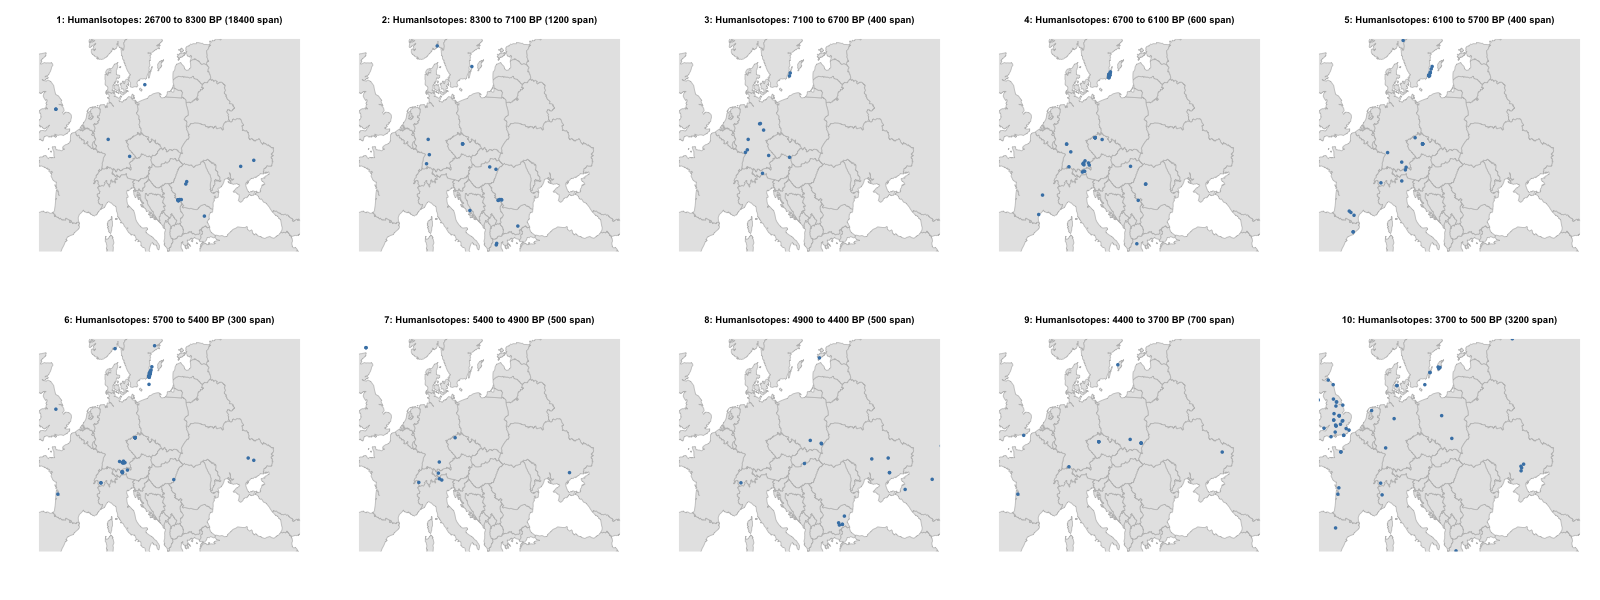 1: HumanIsotopes: 26700 to 8300 BP (18400 span)
2: HumanIsotopes: 8300 to 7100 BP (1200 span)
3: HumanIsotopes: 7100 to 6700 BP (400 span)
4: HumanIsotopes: 6700 to 6100 BP (600 span)
5: HumanIsotopes: 6100 to 5700 BP (400 span)
6: HumanIsotopes: 5700 to 5400 BP (300 span)
7: HumanIsotopes: 5400 to 4900 BP (500 span)
8: HumanIsotopes: 4900 to 4400 BP (500 span)
9: HumanIsotopes: 4400 to 3700 BP (700 span)
10: HumanIsotopes: 3700 to 500 BP (3200 span)